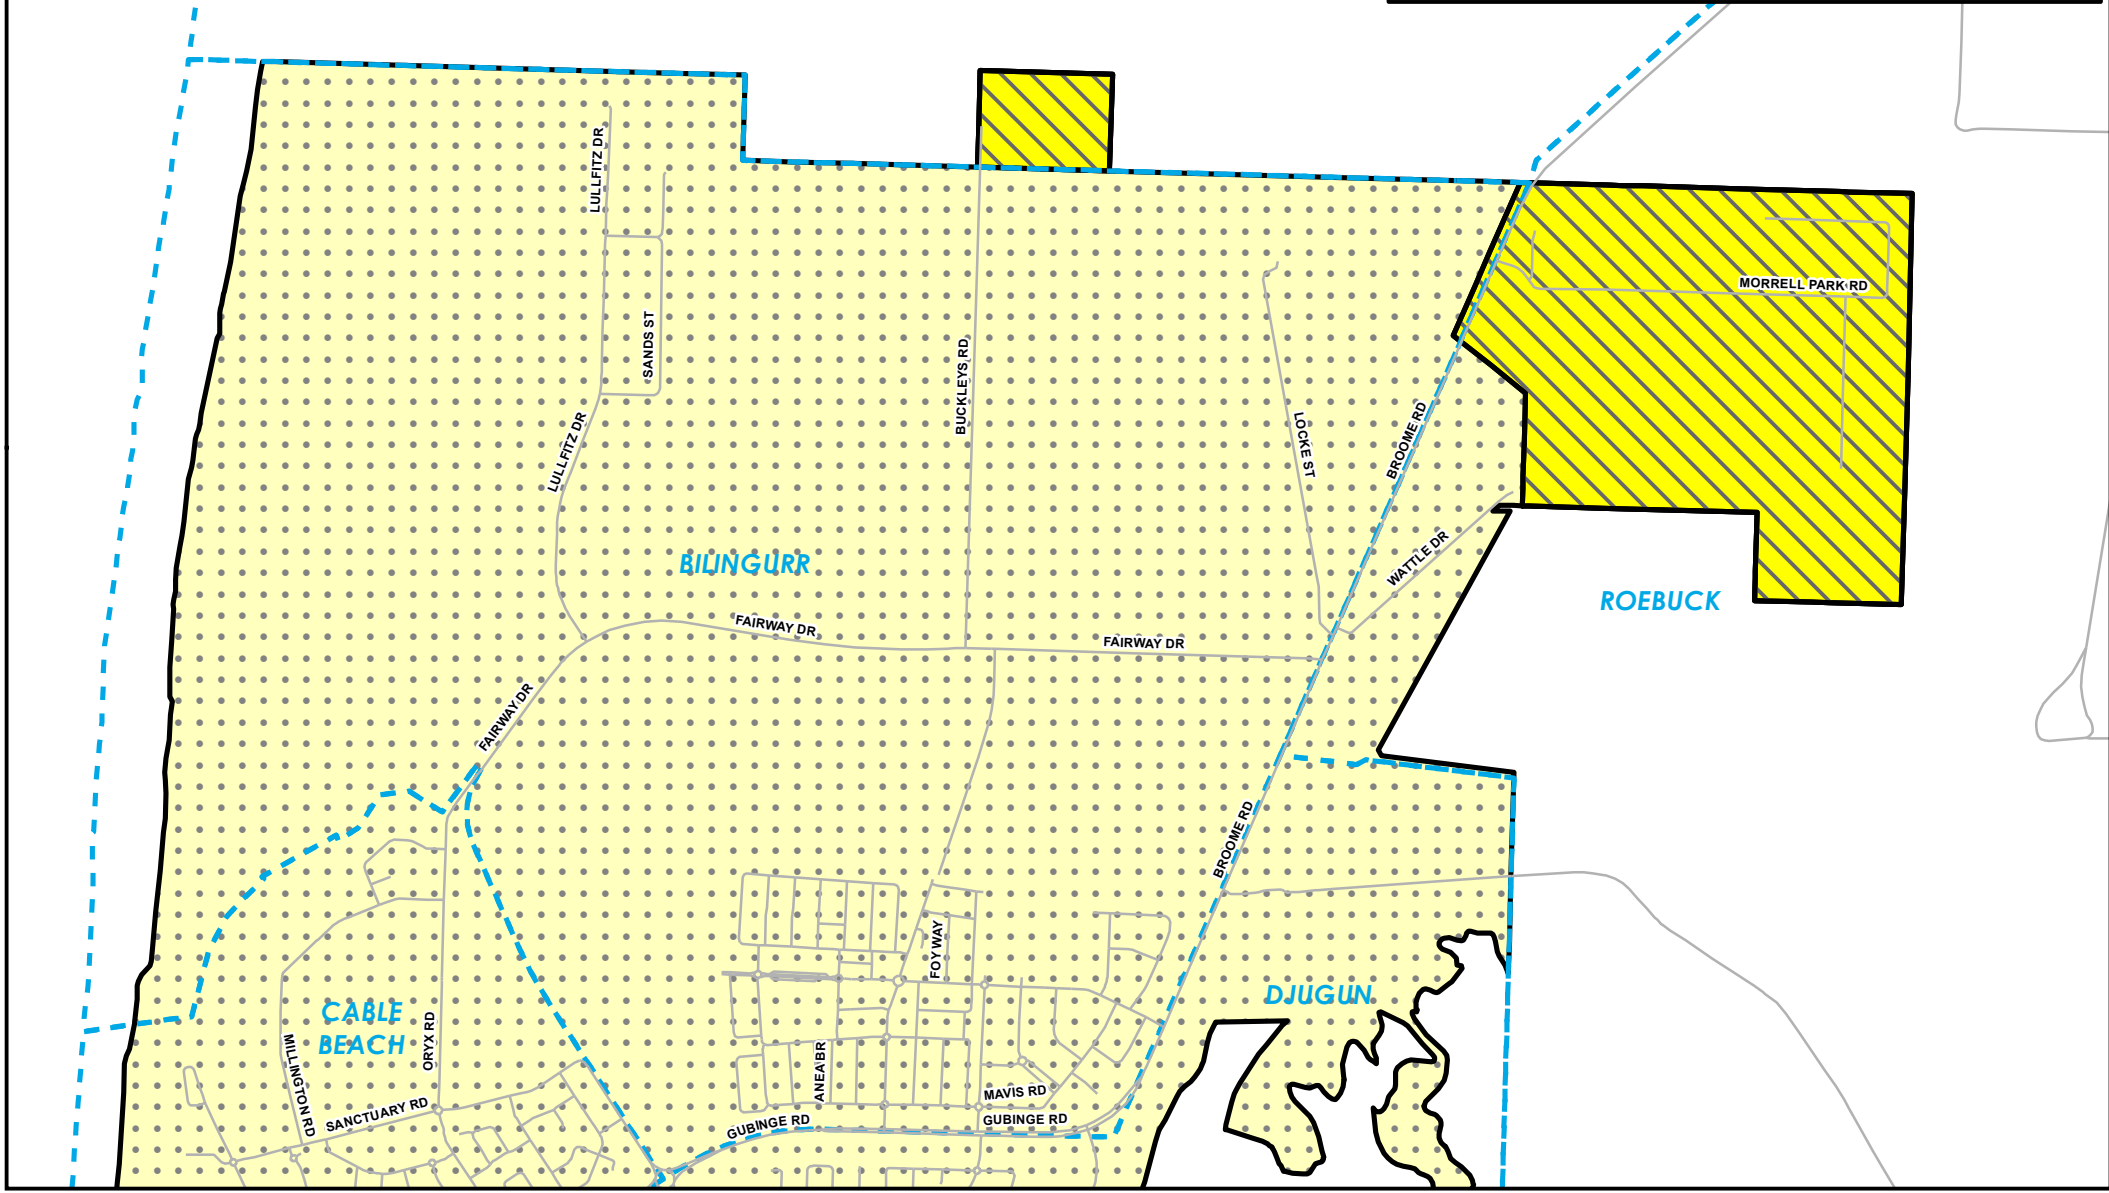 LULLFITZ DR
MORRELL PARK RD
SANDS ST
BUCKLEYS RD
LULLFITZ DR
LOCKE ST
BROOME RD
WATTLE DR
BILINGURR
ROEBUCK
FAIRWAY DR
FAIRWAY DR
FAIRWAY DR
BROOME RD
FOY WAY
DJUGUN
CABLE
BEACH
ORYX RD
MILLINGTON RD
ANEABR
MAVIS RD
SANCTUARY RD
GUBINGE RD
GUBINGE RD